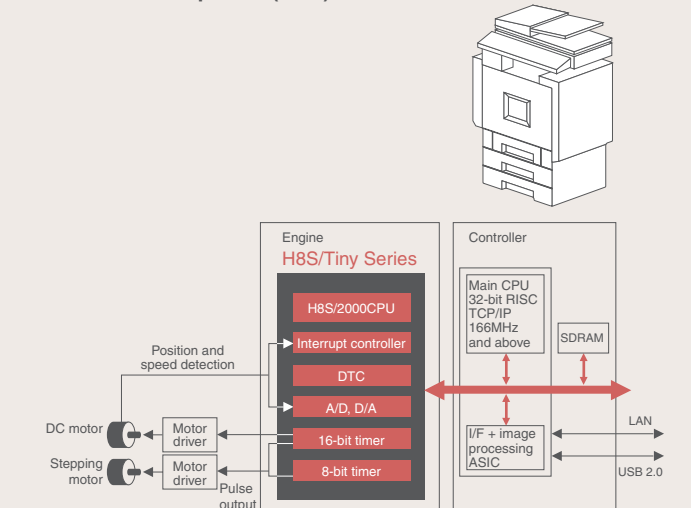 Engine
H8S/Tiny Series
H8S/2000CPU
Interrupt controller
DTC
A/D, D/A
16-bit timer
8-bit timer
Position and
speed detection
DC motor
Motor
driver
Stepping
motor
Motor
driver
Pulse
output
Controller
Main CPU
32-bit RISC
TCP/IP
166MHz
and above
SDRAM
I/F + image
processing
ASIC
LAN
USB 2.0